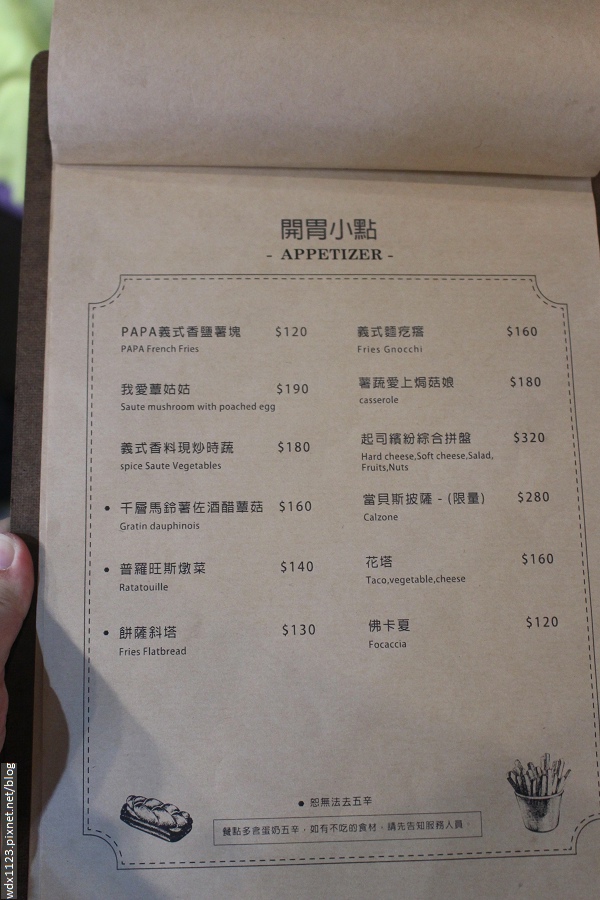 開胃小點
- APPETIZER -
PAPA義式香鹽薯塊 $120
PAPA French Fries
我愛蕈姑姑 $190
Saute mushroom with poached egg
義式香料現炒時蔬 $180
spice Saute Vegetables
• 千層馬鈴薯佐酒醋蕈菇 $160
Gratin dauphinois
• 普羅旺斯燉菜 $140
Ratatouille
• 餅薩斜塔 $130
Fries Flatbread
義式麵疙瘩 $160
Fries Gnocchi
薯蔬愛上焗菇娘 $180
casserole
起司繽紛綜合拼盤 $320
Hard cheese,Soft cheese,Salad,
Fruits,Nuts
當貝斯披薩 - (限量) $280
Calzone
花塔 $160
Taco,vegetable,cheese
佛卡夏 $120
Focaccia
• 恕無法去五辛
餐點多含蛋奶五辛，如有不吃的食材，請先告知服務人員。
wdx1123.pixnet.net/blog